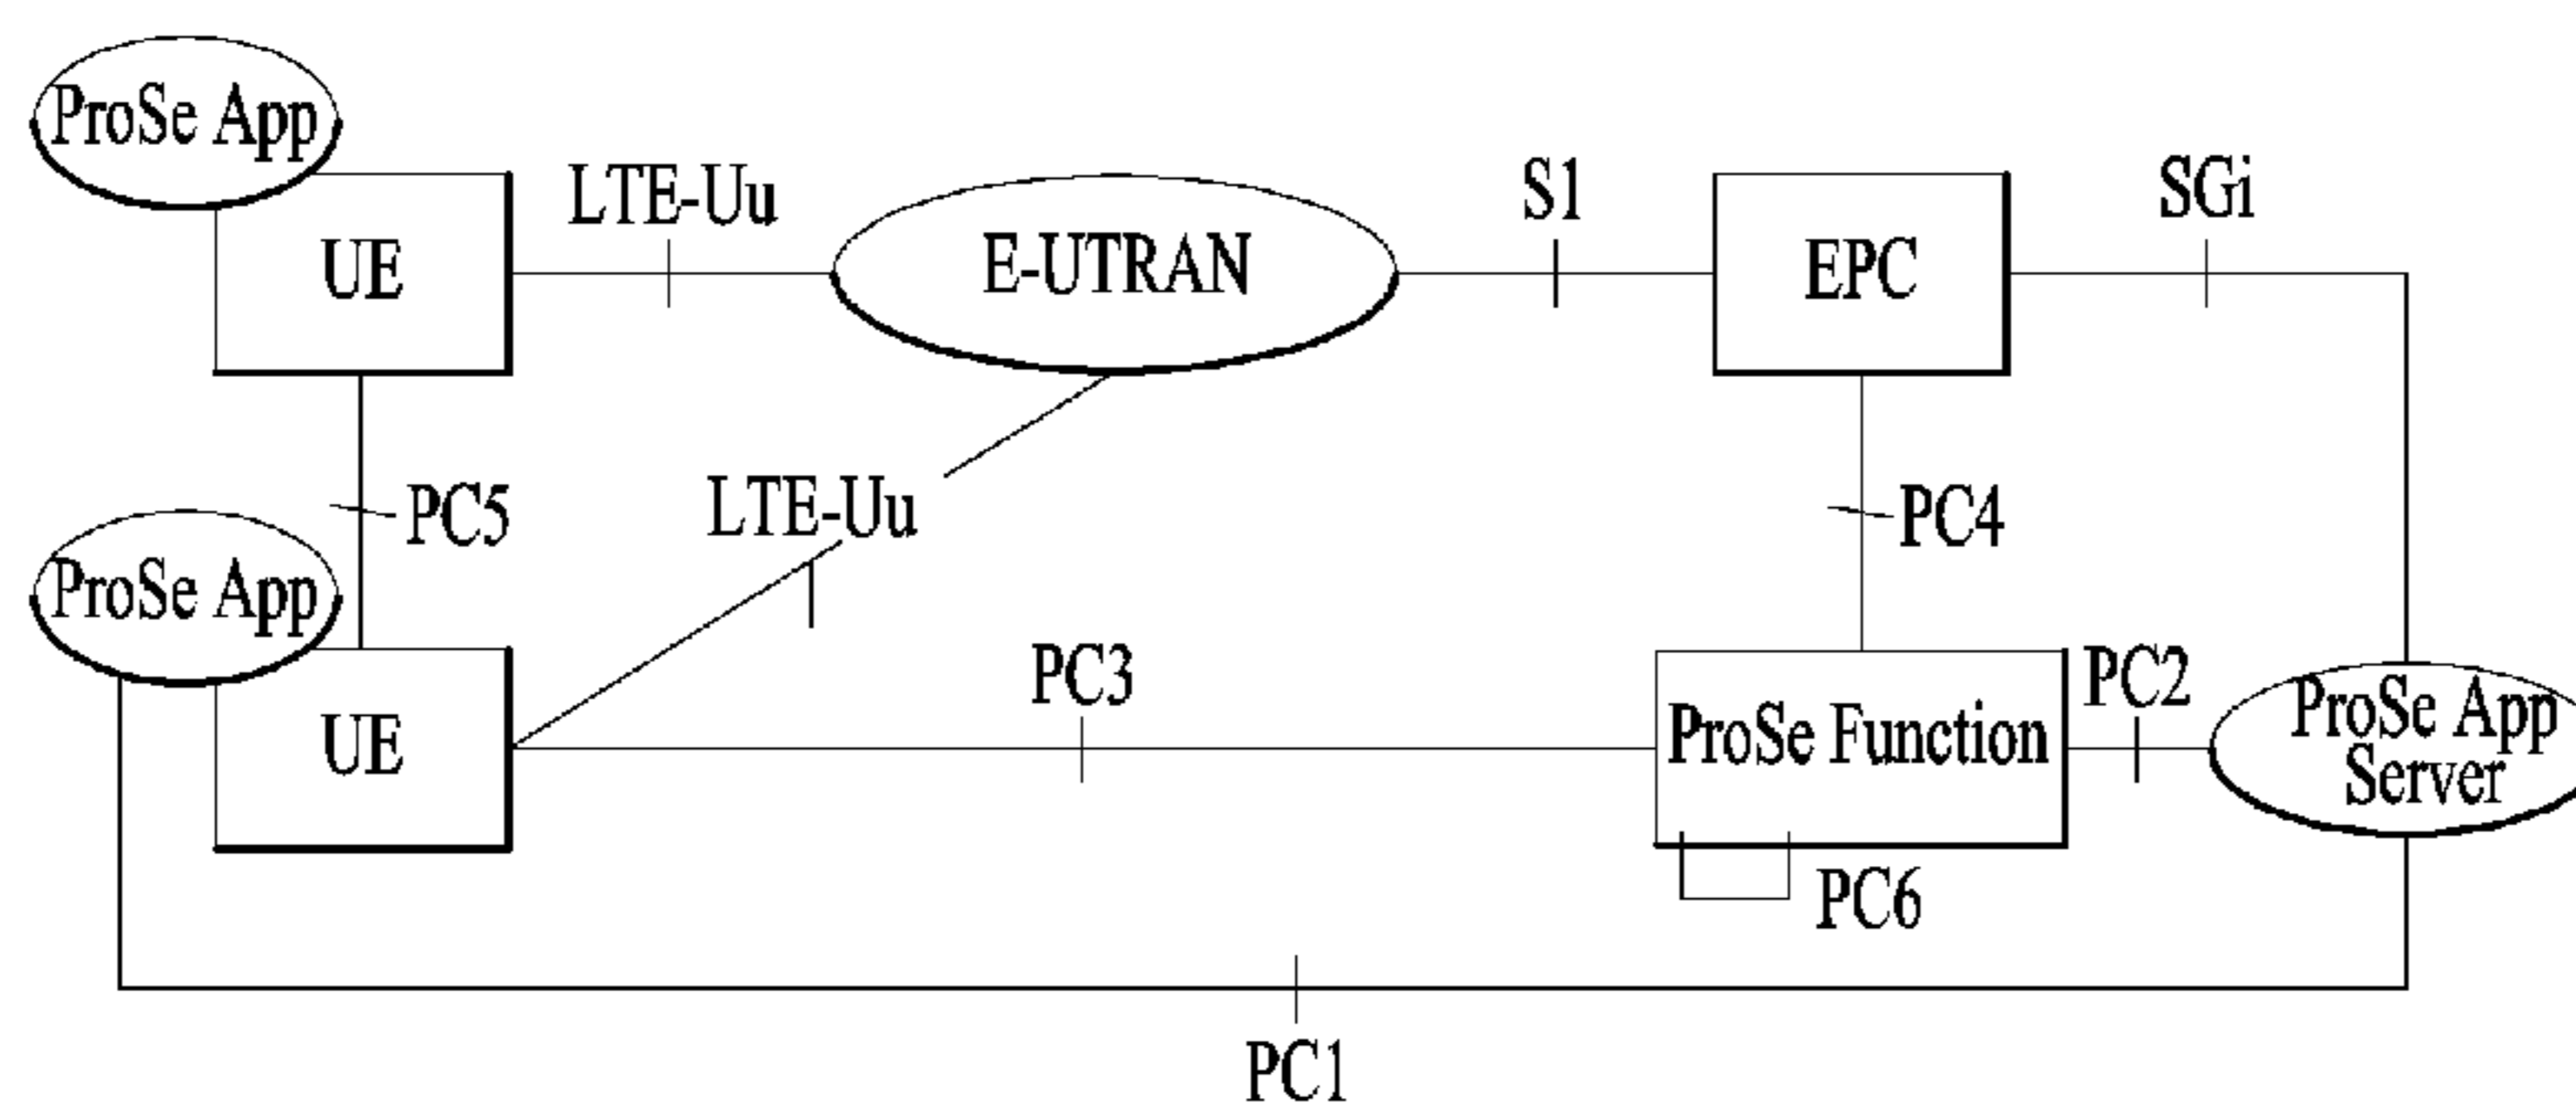 ProSe App
UE
LTE-Uu
E-UTRAN
S1
EPC
SGi
PC5
LTE-Uu
PC4
ProSe App
UE
PC3
ProSe Function
PC2
ProSe App
Server
PC6
PC1